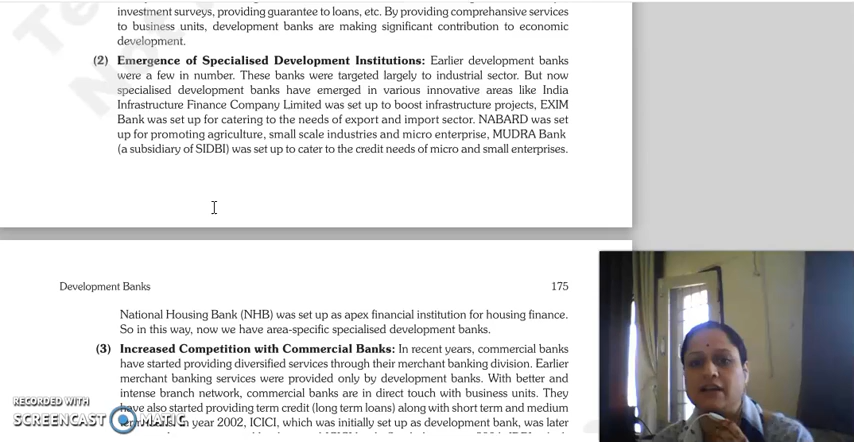 to business units, development banks are making significant contribution to economic
development.
(2) Emergence of Specialised Development Institutions: Earlier development banks
were a few in number. These banks were targeted largely to industrial sector. But now
specialised development banks have emerged in various innovative areas like India
Infrastructure Finance Company Limited was set up to boost infrastructure projects, EXIM
Bank was set up for catering to the needs of export and import sector. NABARD was set
up for promoting agriculture, small scale industries and micro enterprise, MUDRA Bank
(a subsidiary of SIDBI) was set up to cater to the credit needs of micro and small enterprises.
Development Banks 175
National Housing Bank (NHB) was set up as apex financial institution for housing finance.
So in this way, now we have area-specific specialised development banks.
(3) Increased Competition with Commercial Banks: In recent years, commercial banks
have started providing diversified services through their merchant banking division. Earlier
merchant banking services were provided only by development banks. With better and
intense branch network, commercial banks are in direct touch with business units. They
have also started providing term credit (long term loans) along with short term and medium
year 2002, ICICI, which was initially set up as development bank, was later
RECORDED WITH
SCREENCAST MATIC
investment surveys, providing guarantee to loans, etc. By providing comprehensive services